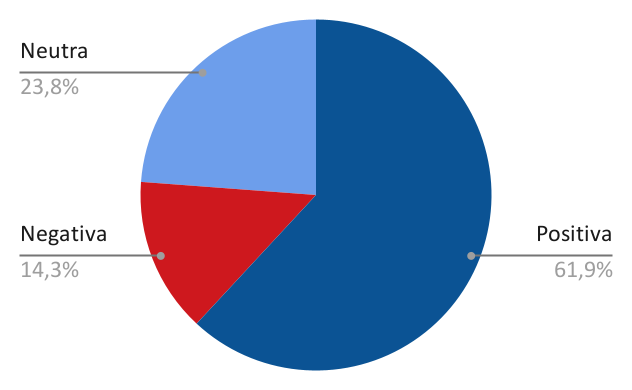 Neutra
23,8%
Negativa
14,3%
Positiva
61,9%